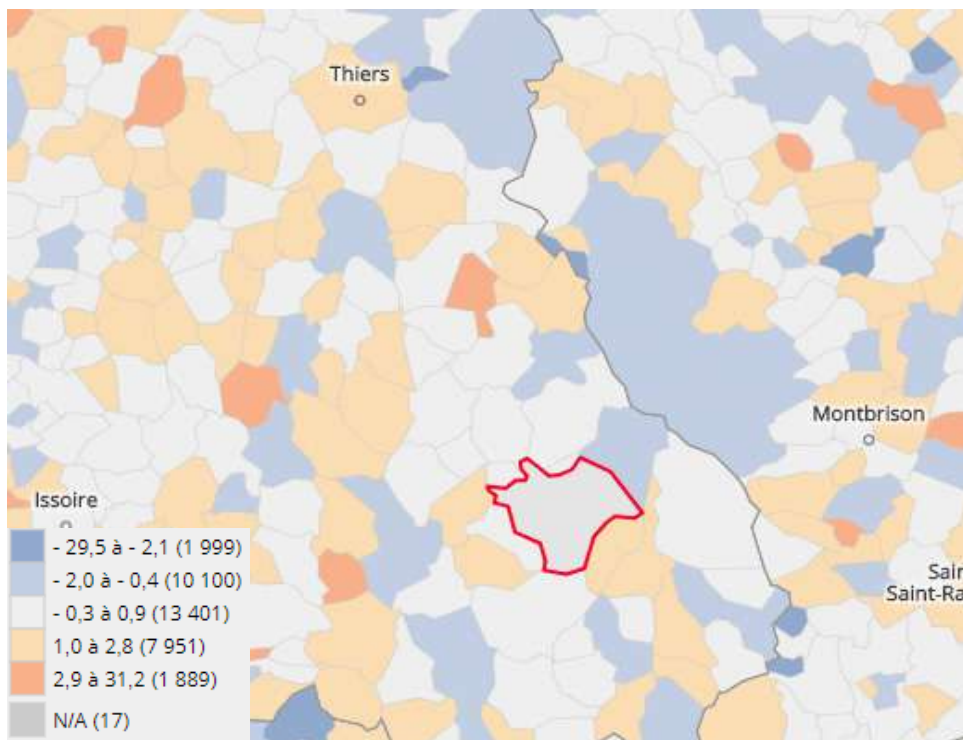 Thiers
Montbrison
Issoire
Sain
Saint-Ra
- 29,5 à - 2,1 (1 999)
- 2,0 à - 0,4 (10 100)
- 0,3 à 0,9 (13 401)
1,0 à 2,8 (7 951)
2,9 à 31,2 (1 889)
N/A (17)